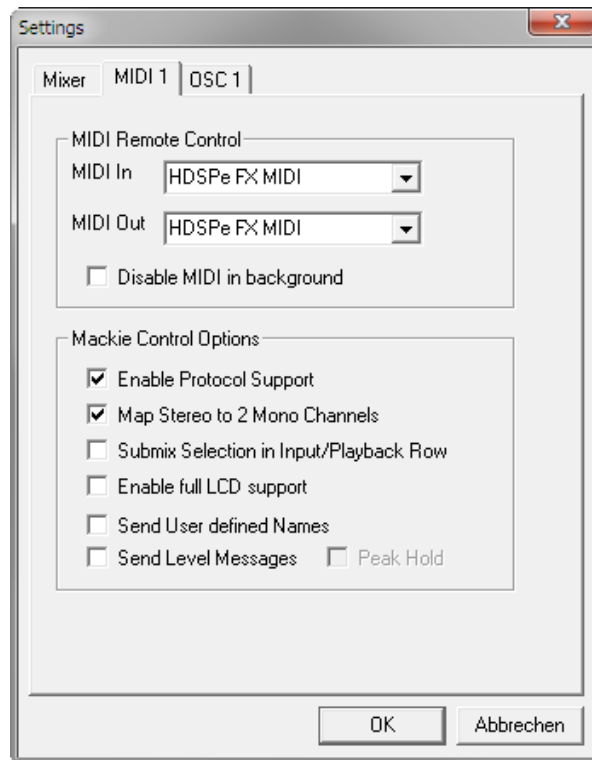 Settings
Mixer MIDI 1 OSC 1
MIDI Remote Control
MIDI In HDSPe FX MIDI
MIDI Out HDSPe FX MIDI
Disable MIDI in background
Mackie Control Options
Enable Protocol Support
Map Stereo to 2 Mono Channels
Submix Selection in Input/Playback Row
Enable full LCD support
Send User defined Names
Send Level Messages Peak Hold
OK Abbrechen